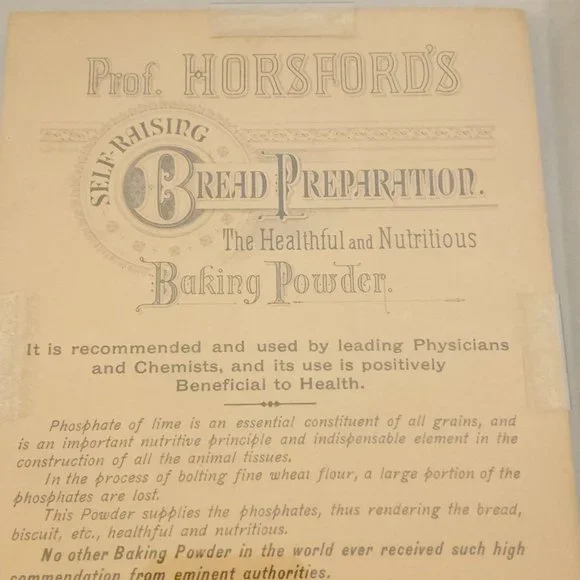 Prof. HORSFORD'S
SELF-RAISING
BREAD PREPARATION.
The Healthful and Nutritious
Baking Powder.
It is recommended and used by leading Physicians
and Chemists, and its use is positively
Beneficial to Health.
Phosphate of lime is an essential constituent of all grains, and
is an important nutritive principle and indispensable element in the
construction of all the animal tissues.
In the process of bolting fine wheat flour, a large portion of the
phosphates are lost.
This Powder supplies the phosphates, thus rendering the bread,
biscuit, etc., healthful and nutritious.
No other Baking Powder in the world ever received such high
commendation from eminent authorities.